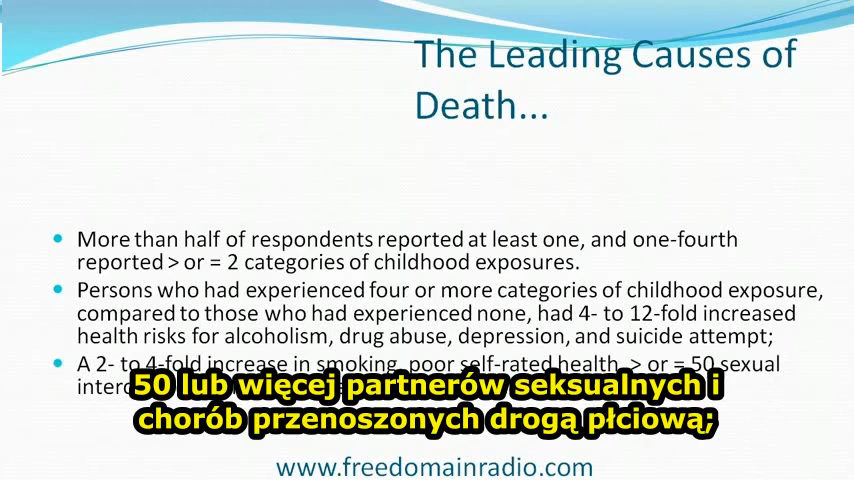 The Leading Causes of
Death...
More than half of respondents reported at least one, and one-fourth
reported > or = 2 categories of childhood exposures.
Persons who had experienced four or more categories of childhood exposure,
compared to those who had experienced none, had 4- to 12-fold increased
health risks for alcoholism, drug abuse, depression, and suicide attempt;
A 2- to 4-fold increase in smoking, poor self-rated health, > or = 50 sexual
50 lub więcej partnerów seksualnych i
chorób przenoszonych drogą płciową;
www.freedomainradio.com